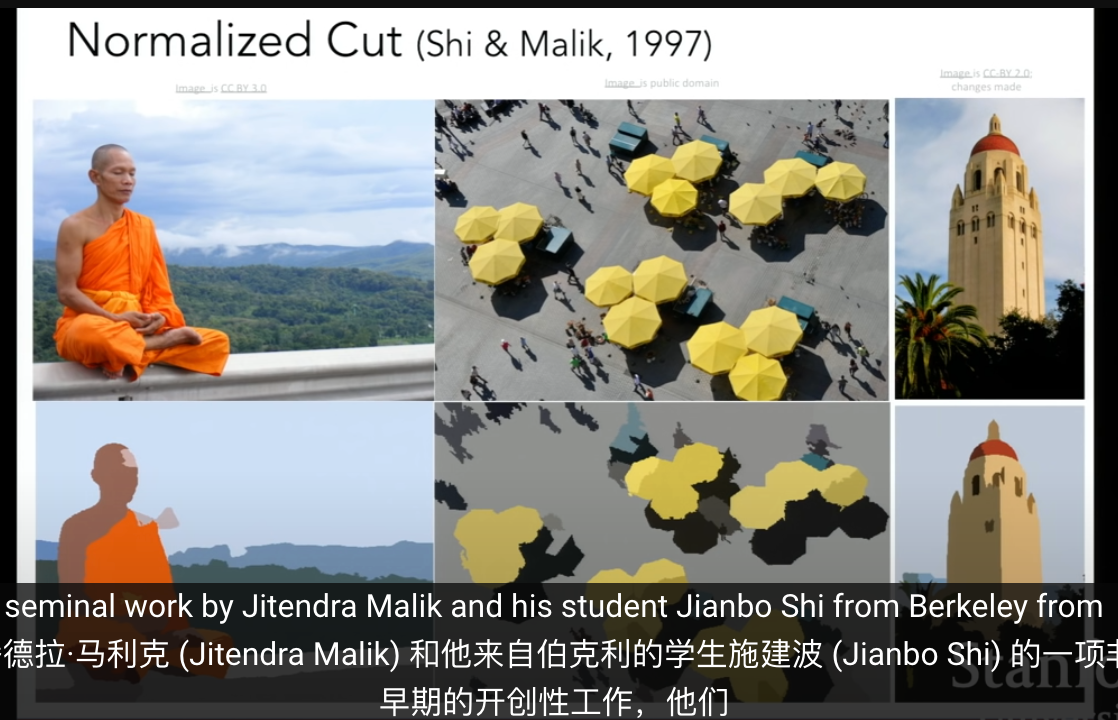 Normalized Cut (Shi & Malik, 1997)
Image is CC BY 3.0
Image is public domain
Image is CC-BY 2.0;
changes made
seminal work by Jitendra Malik and his student Jianbo Shi from Berkeley from
德拉·马利克 (Jitendra Malik) 和他来自伯克利的学生施建波 (Jianbo Shi) 的一项
早期的开创性工作，他们